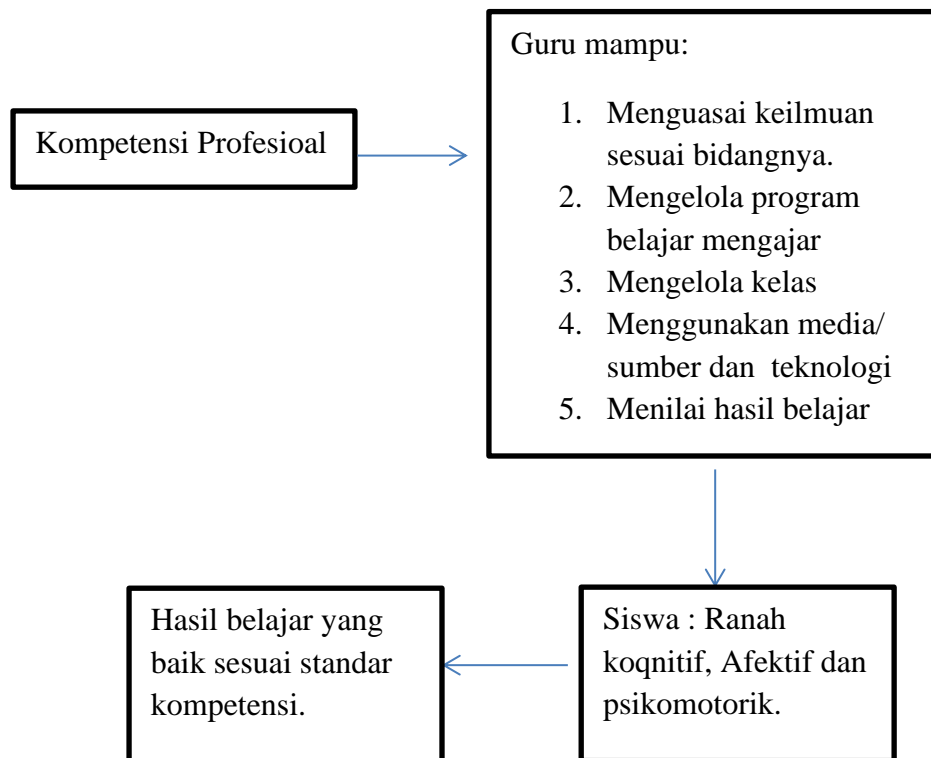 Kompetensi Profesioal
Guru mampu:
1. Menguasai keilmuan
sesuai bidangnya.
2. Mengelola program
belajar mengajar
3. Mengelola kelas
4. Menggunakan media/
sumber dan teknologi
5. Menilai hasil belajar
Siswa : Ranah
koqnitif, Afektif dan
psikomotorik.
Hasil belajar yang
baik sesuai standar
kompetensi.